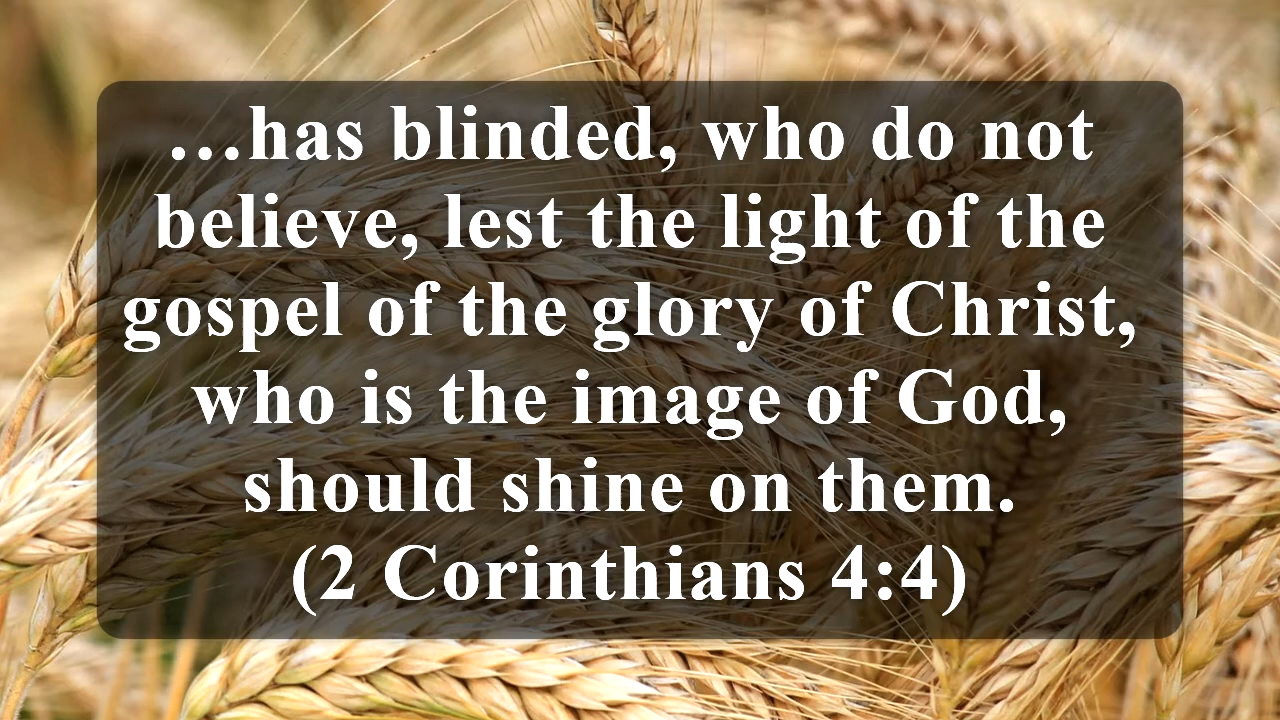 …has blinded, who do not
believe, lest the light of the
gospel of the glory of Christ,
who is the image of God,
should shine on them.
(2 Corinthians 4:4)